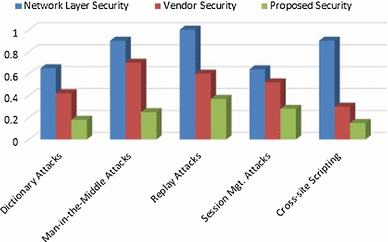 Network Layer Security Vendor Security Proposed Security
1
0.8
0.6
0.4
0.2
0
Dictionary Attacks
Man-in-the-Middle Attacks
Replay Attacks
Session Mgt. Attacks
Cross-site Scripting